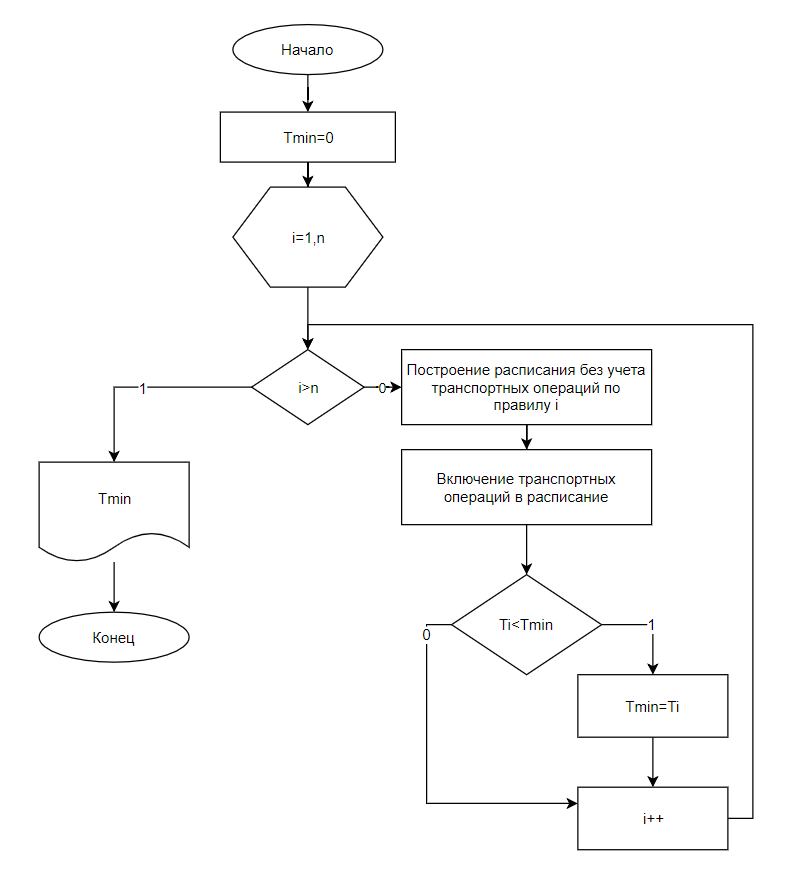 Начало
Tmin=0
i=1,n
i>n
1
0
Построение расписания без учета
транспортных операций по
правилу i
Включение транспортных
операций в расписание
Tmin
Конец
Ti<Tmin
0
1
Tmin=Ti
i++